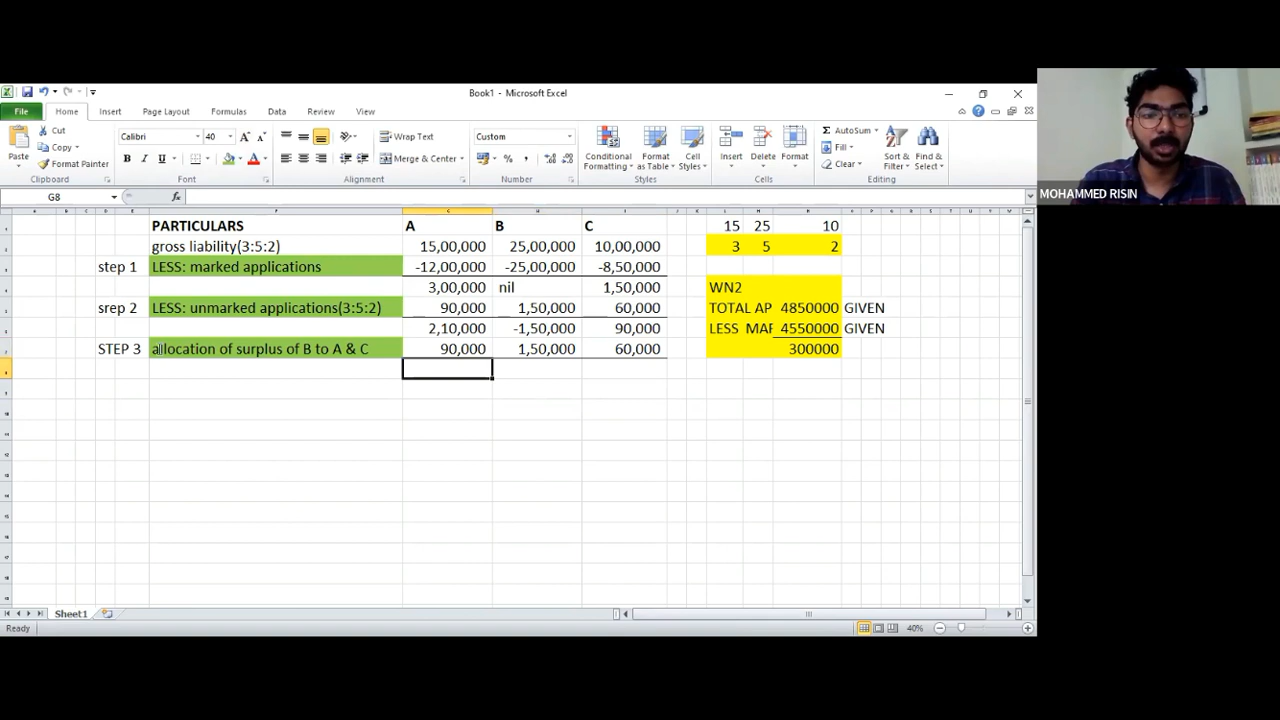 Book1 - Microsoft Excel
File Home Insert Page Layout Formulas Data Review View
Paste
Cut
Copy
Format Painter
Clipboard
Calibri 40
B I U A
Font
Wrap Text
Merge & Center
Alignment
Custom
% ,
Number
Conditional Formatting
Format as Table
Cell Styles
Styles
Insert
Delete
Format
Cells
Σ AutoSum
Fill
Clear
Sort & Filter
Find & Select
Editing
MOHAMMED RISIN
G8 fx
PARTICULARS A B C 15 25 10
gross liability(3:5:2) 15,00,000 25,00,000 10,00,000 3 5 2
step 1 LESS: marked applications -12,00,000 -25,00,000 -8,50,000
3,00,000 nil 1,50,000 WN2
srep 2 LESS: unmarked applications(3:5:2) 90,000 1,50,000 60,000 TOTAL AP 4850000 GIVEN
2,10,000 -1,50,000 90,000 LESS MAR 4550000 GIVEN
STEP 3 allocation of surplus of B to A & C 90,000 1,50,000 60,000 300000
Sheet1
Ready 40%